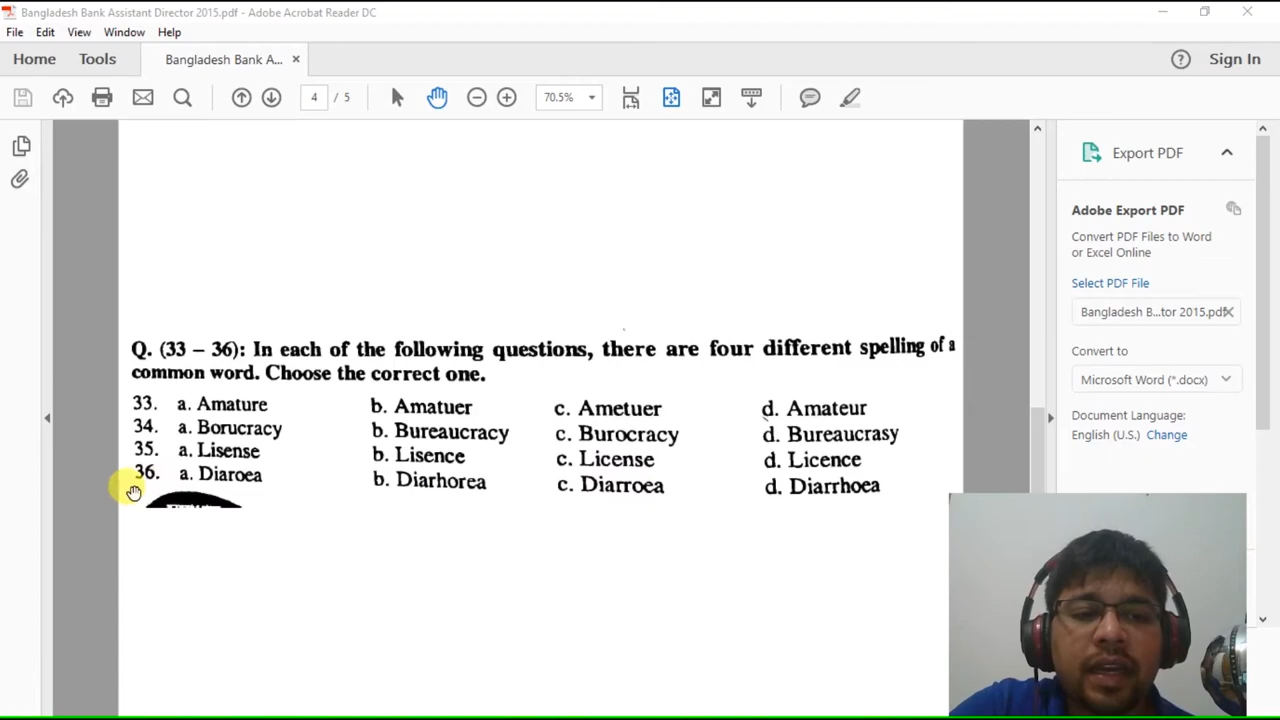 Bangladesh Bank Assistant Director 2015.pdf - Adobe Acrobat Reader DC
File Edit View Window Help
Home Tools Bangladesh Bank A... × Sign In
4 / 5 70.5%
Export PDF
Adobe Export PDF
Convert PDF Files to Word
or Excel Online
Select PDF File
Bangladesh B...tor 2015.pdf
Convert to
Microsoft Word (*.docx)
Document Language:
English (U.S.) Change
Q. (33 – 36): In each of the following questions, there are four different spelling of a
common word. Choose the correct one.
33. a. Amature b. Amatuer c. Ametuer d. Amateur
34. a. Borucracy b. Bureaucracy c. Burocracy d. Bureaucrasy
35. a. Lisense b. Lisence c. License d. Licence
36. a. Diaroea b. Diarhorea c. Diarroea d. Diarrhoea